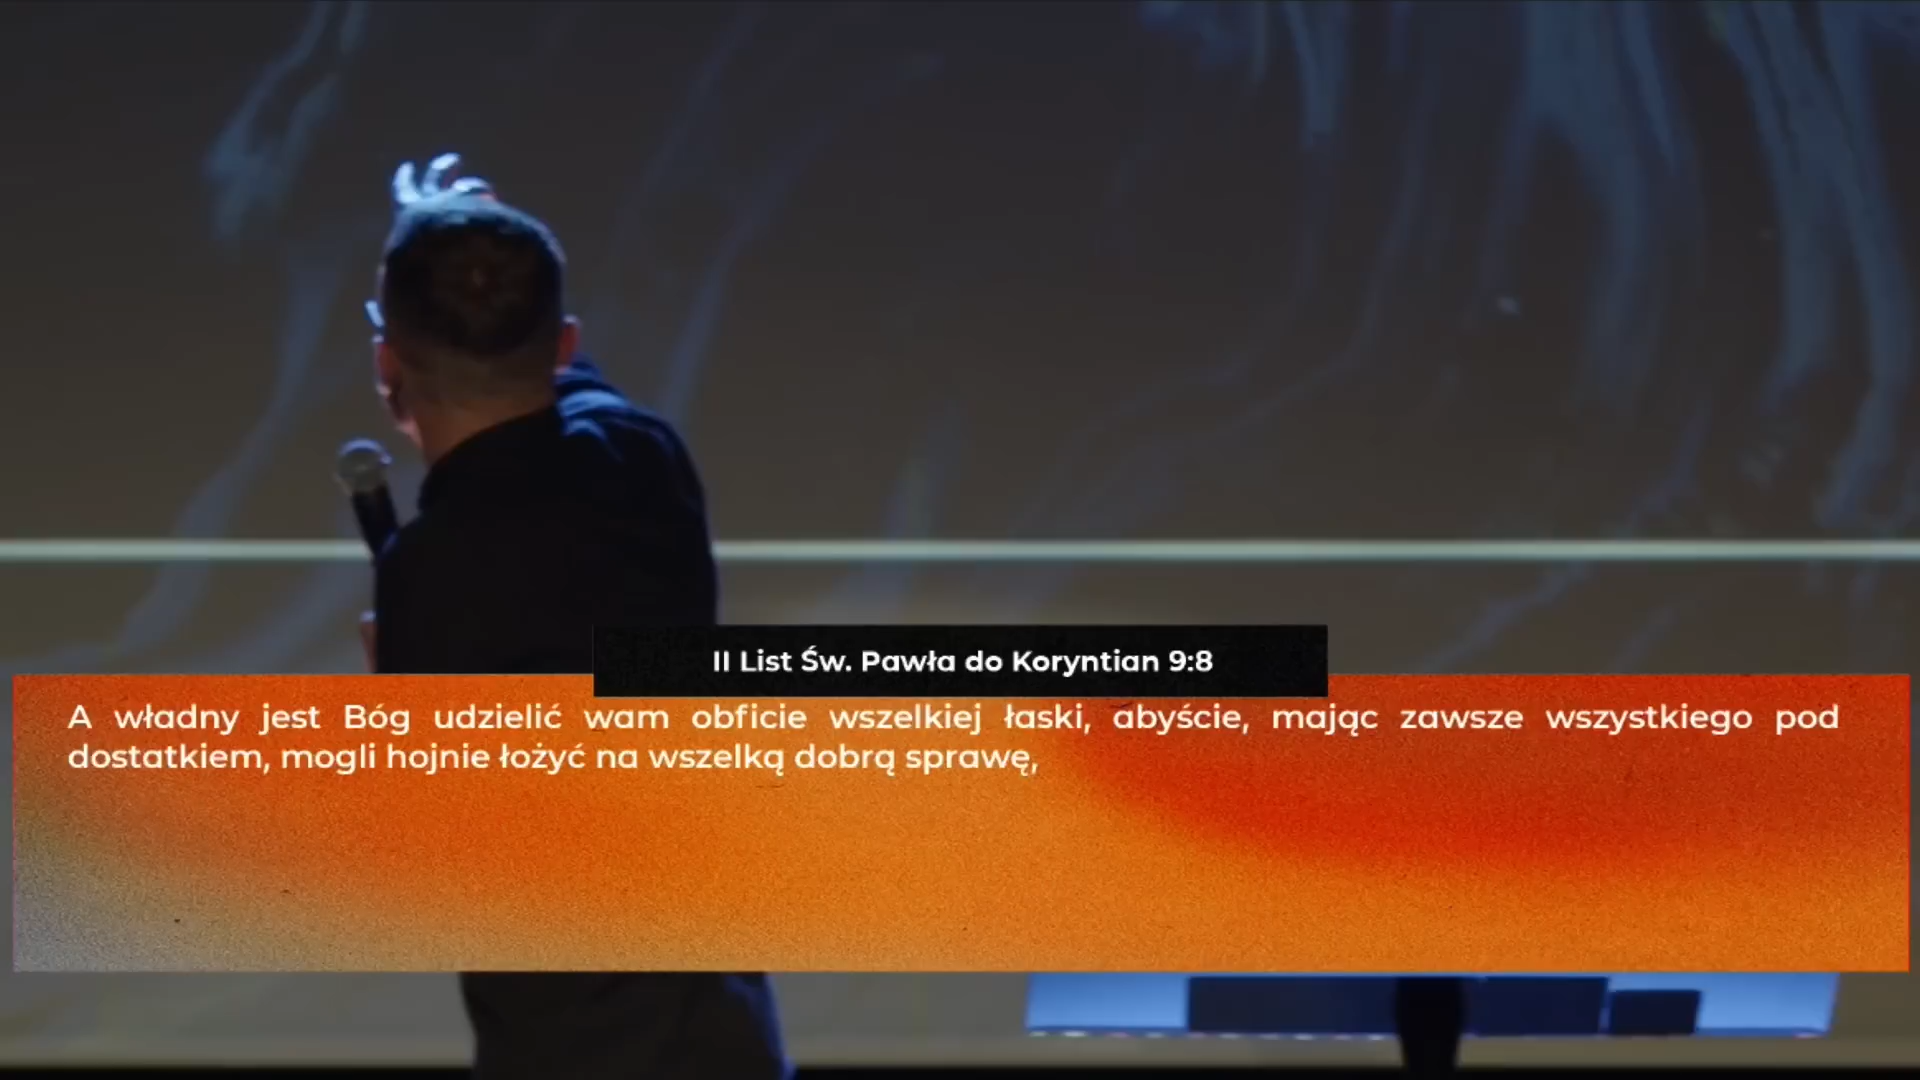 II List Św. Pawła do Koryntian 9:8
A władny jest Bóg udzielić wam obficie wszelkiej łaski, abyście, mając zawsze wszystkiego pod
dostatkiem, mogli hojnie łożyć na wszelką dobrą sprawę,